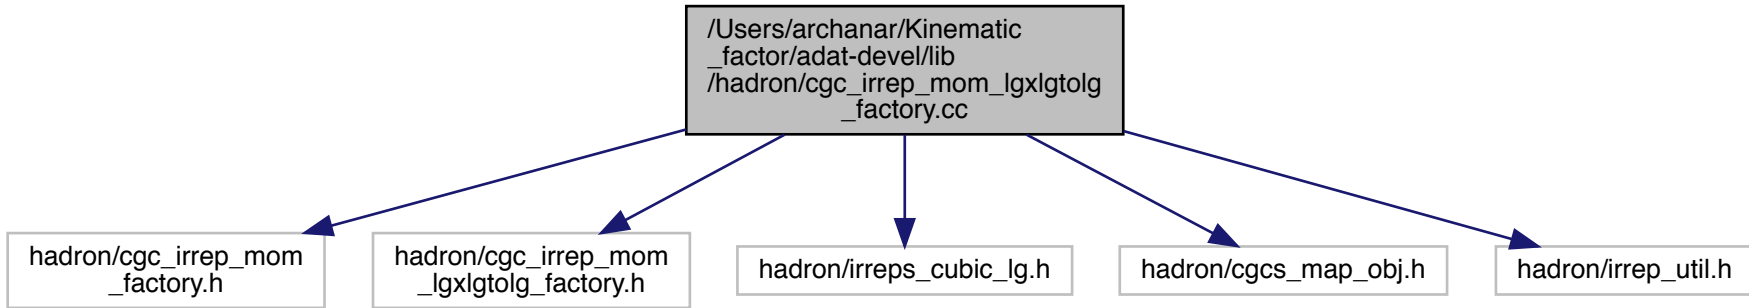 /Users/archanar/Kinematic
_factor/adat-devel/lib
/hadron/cgc_irrep_mom_lgxlgtolg
_factory.cc
hadron/cgc_irrep_mom
_factory.h
hadron/cgc_irrep_mom
_lgxlgtolg_factory.h
hadron/irreps_cubic_lg.h
hadron/cgcs_map_obj.h
hadron/irrep_util.h